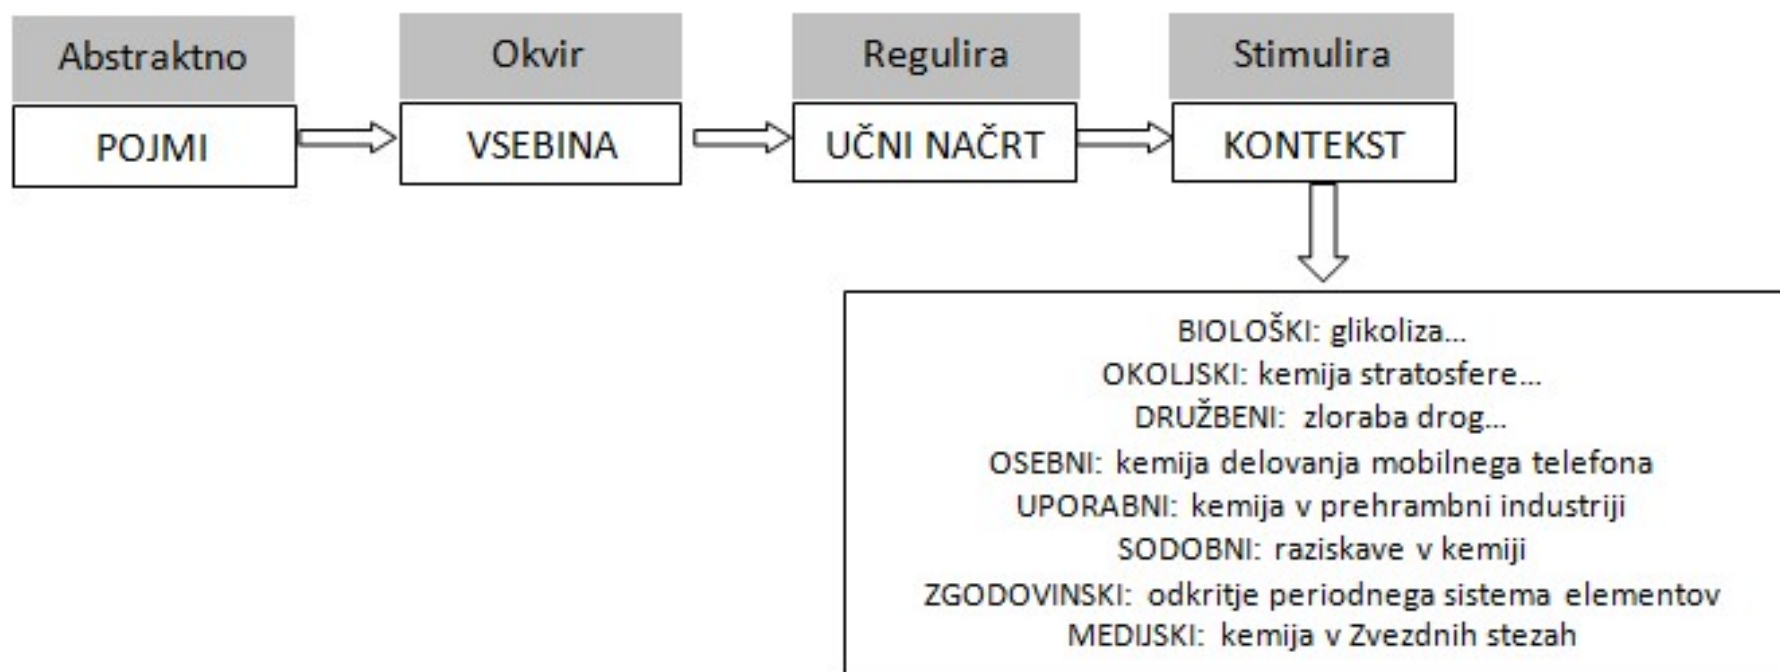 Abstraktno
Okvir
Regulira
Stimulira
POJMI
VSEBINA
UČNI NAČRT
KONTEKST
BIOLOŠKI: glikoliza...
OKOLJSKI: kemija stratosfere...
DRUŽBENI: zloraba drog...
OSEBNI: kemija delovanja mobilnega telefona
UPORABNI: kemija v prehrambni industriji
SODOBNI: raziskave v kemiji
ZGODOVINSKI: odkritje periodnega sistema elementov
MEDIJSKI: kemija v Zvezdnih stezah